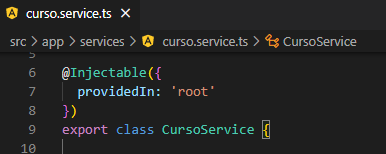 curso.service.ts ×
src > app > services > curso.service.ts > CursoService
6 @Injectable({
7 providedIn: 'root'
8 })
9 export class CursoService {
10